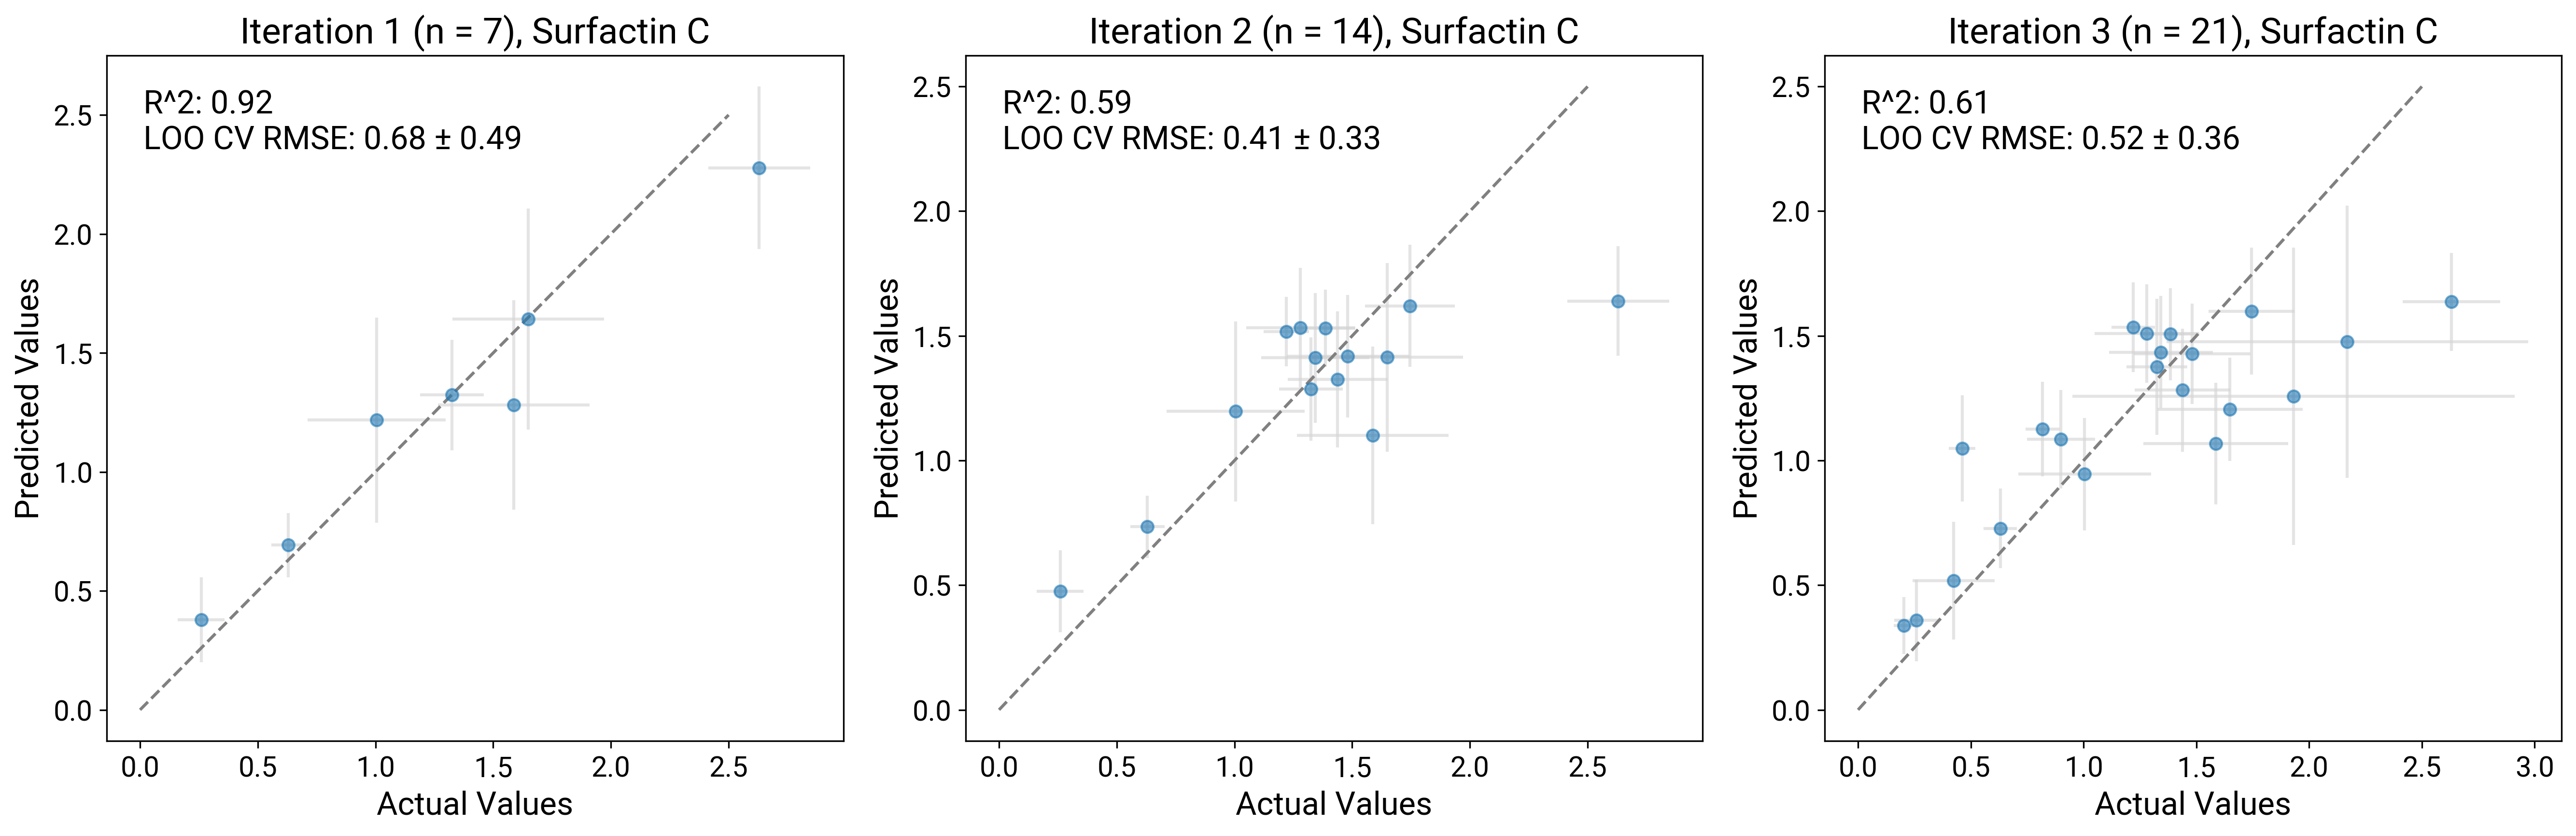 Iteration 1 (n = 7), Surfactin C
R^2: 0.92
LOO CV RMSE: 0.68 ± 0.49
Predicted Values
2.5
2.0
1.5
1.0
0.5
0.0
0.0 0.5 1.0 1.5 2.0 2.5
Actual Values
Iteration 2 (n = 14), Surfactin C
R^2: 0.59
LOO CV RMSE: 0.41 ± 0.33
Predicted Values
2.5
2.0
1.5
1.0
0.5
0.0
0.0 0.5 1.0 1.5 2.0 2.5
Actual Values
Iteration 3 (n = 21), Surfactin C
R^2: 0.61
LOO CV RMSE: 0.52 ± 0.36
Predicted Values
2.5
2.0
1.5
1.0
0.5
0.0
0.0 0.5 1.0 1.5 2.0 2.5 3.0
Actual Values